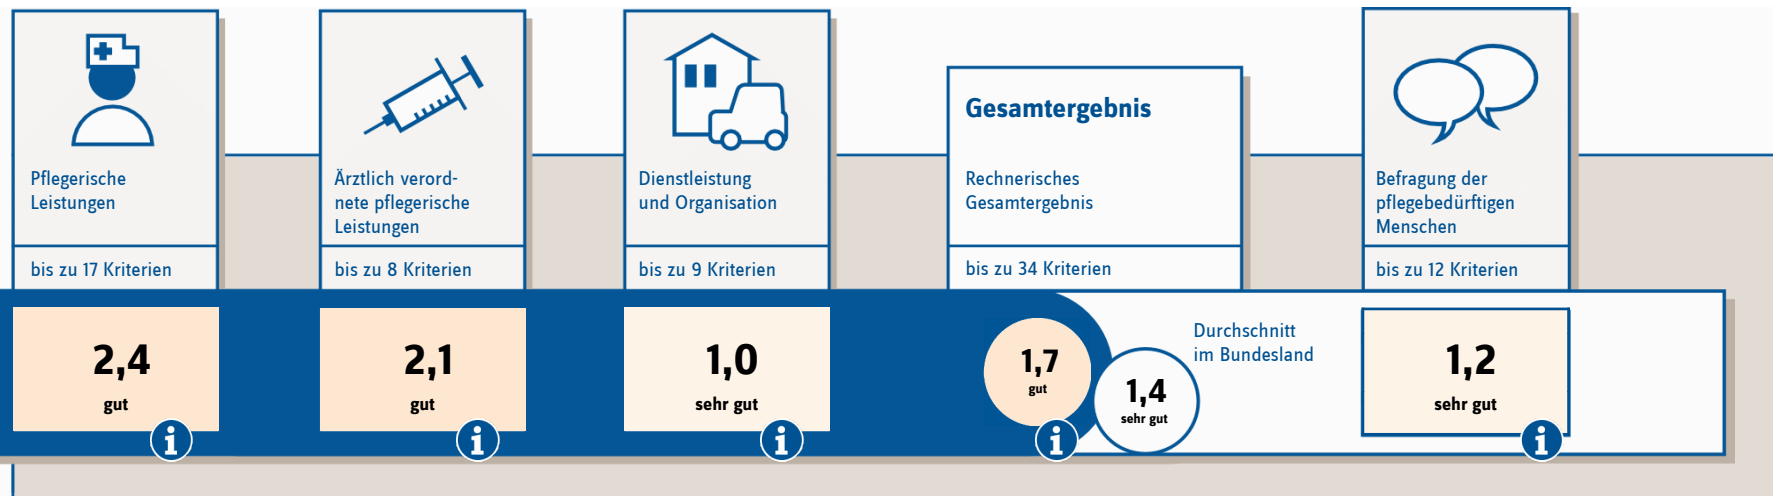 Pflegerische
Leistungen
bis zu 17 Kriterien
2,4
gut
i
Ärztlich verord-
nete pflegerische
Leistungen
bis zu 8 Kriterien
2,1
gut
i
Dienstleistung
und Organisation
bis zu 9 Kriterien
1,0
sehr gut
i
Gesamtergebnis
Rechnerisches
Gesamtergebnis
bis zu 34 Kriterien
1,7
gut
i
1,4
sehr gut
Durchschnitt
im Bundesland
Befragung der
pflegebedürftigen
Menschen
bis zu 12 Kriterien
1,2
sehr gut
i